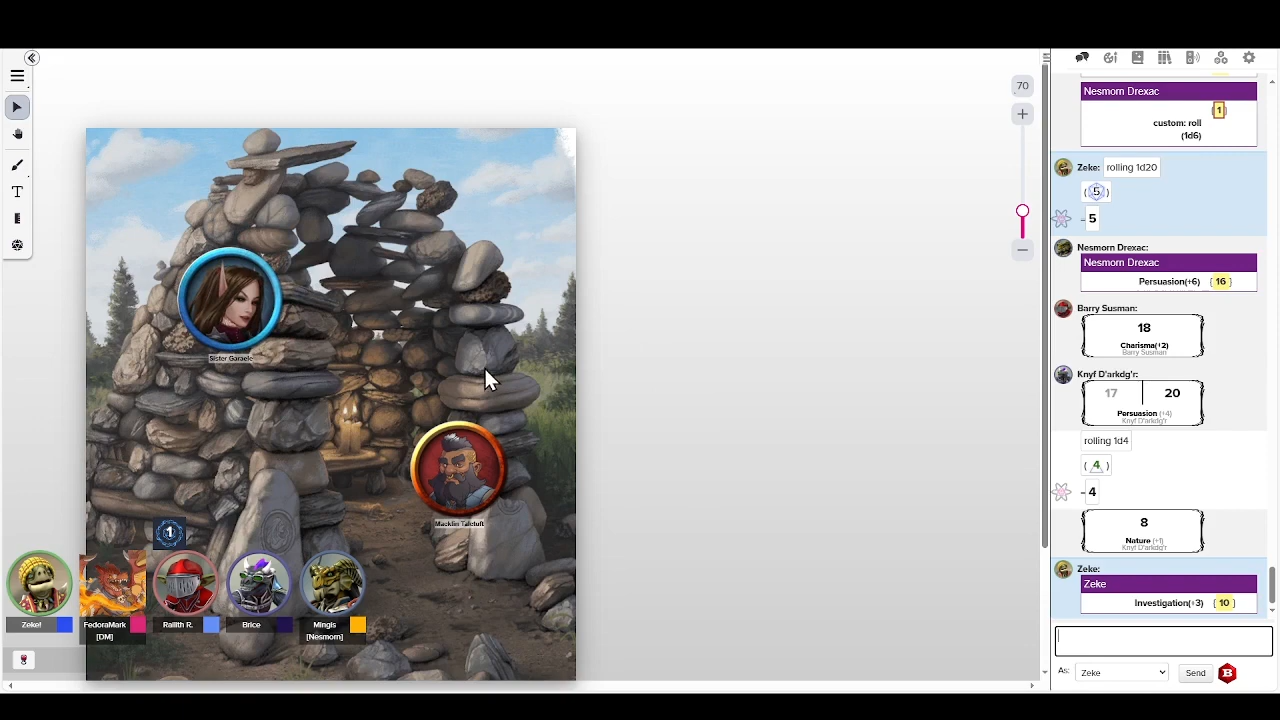 70
Sister Garaele
Macklin Taletuft
1
Zeke!
FedoraMark
[DM]
Rallith R.
Brice
Mingis
[Nesmorn]
Nesmorn Drexac
1
custom: roll
(1d6)
Zeke: rolling 1d20
(5)
= 5
Nesmorn Drexac:
Nesmorn Drexac
Persuasion(+6) {16}
Barry Susman:
18
Charisma(+2)
Barry Susman
Knyf D'arkdg'r:
17 20
Persuasion (+4)
Knyf D'arkdg'r
rolling 1d4
(4)
= 4
8
Nature (+1)
Knyf D'arkdg'r
Zeke:
Zeke
Investigation(+3) {10}
As: Zeke Send